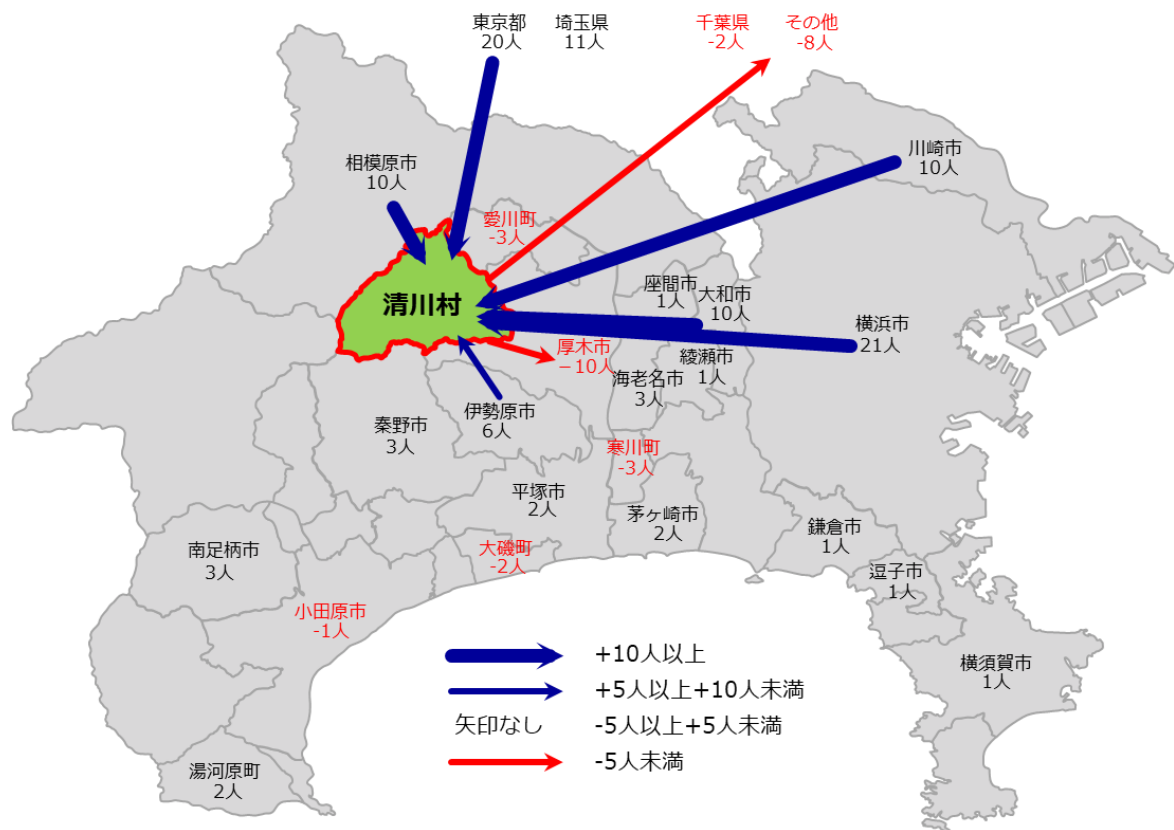 東京都
20人
埼玉県
11人
千葉県
-2人
その他
-8人
川崎市
10人
相模原市
10人
愛川町
-3人
座間市
1人
大和市
10人
清川村
横浜市
21人
厚木市
－10人
綾瀬市
1人
海老名市
3人
伊勢原市
6人
秦野市
3人
寒川町
-3人
平塚市
2人
茅ヶ崎市
2人
鎌倉市
1人
大磯町
-2人
南足柄市
3人
逗子市
1人
小田原市
-1人
横須賀市
1人
湯河原町
2人
+10人以上
+5人以上+10人未満
矢印なし -5人以上+5人未満
-5人未満